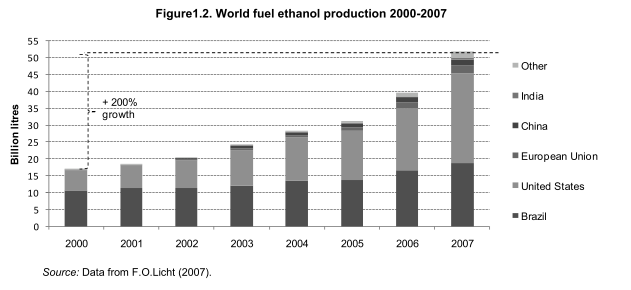 Figure1.2. World fuel ethanol production 2000-2007
Billion litres
55
50
45
40
35
30
25
20
15
10
5
0
+ 200%
growth
2000 2001 2002 2003 2004 2005 2006 2007
Other
India
China
European Union
United States
Brazil
Source: Data from F.O.Licht (2007).